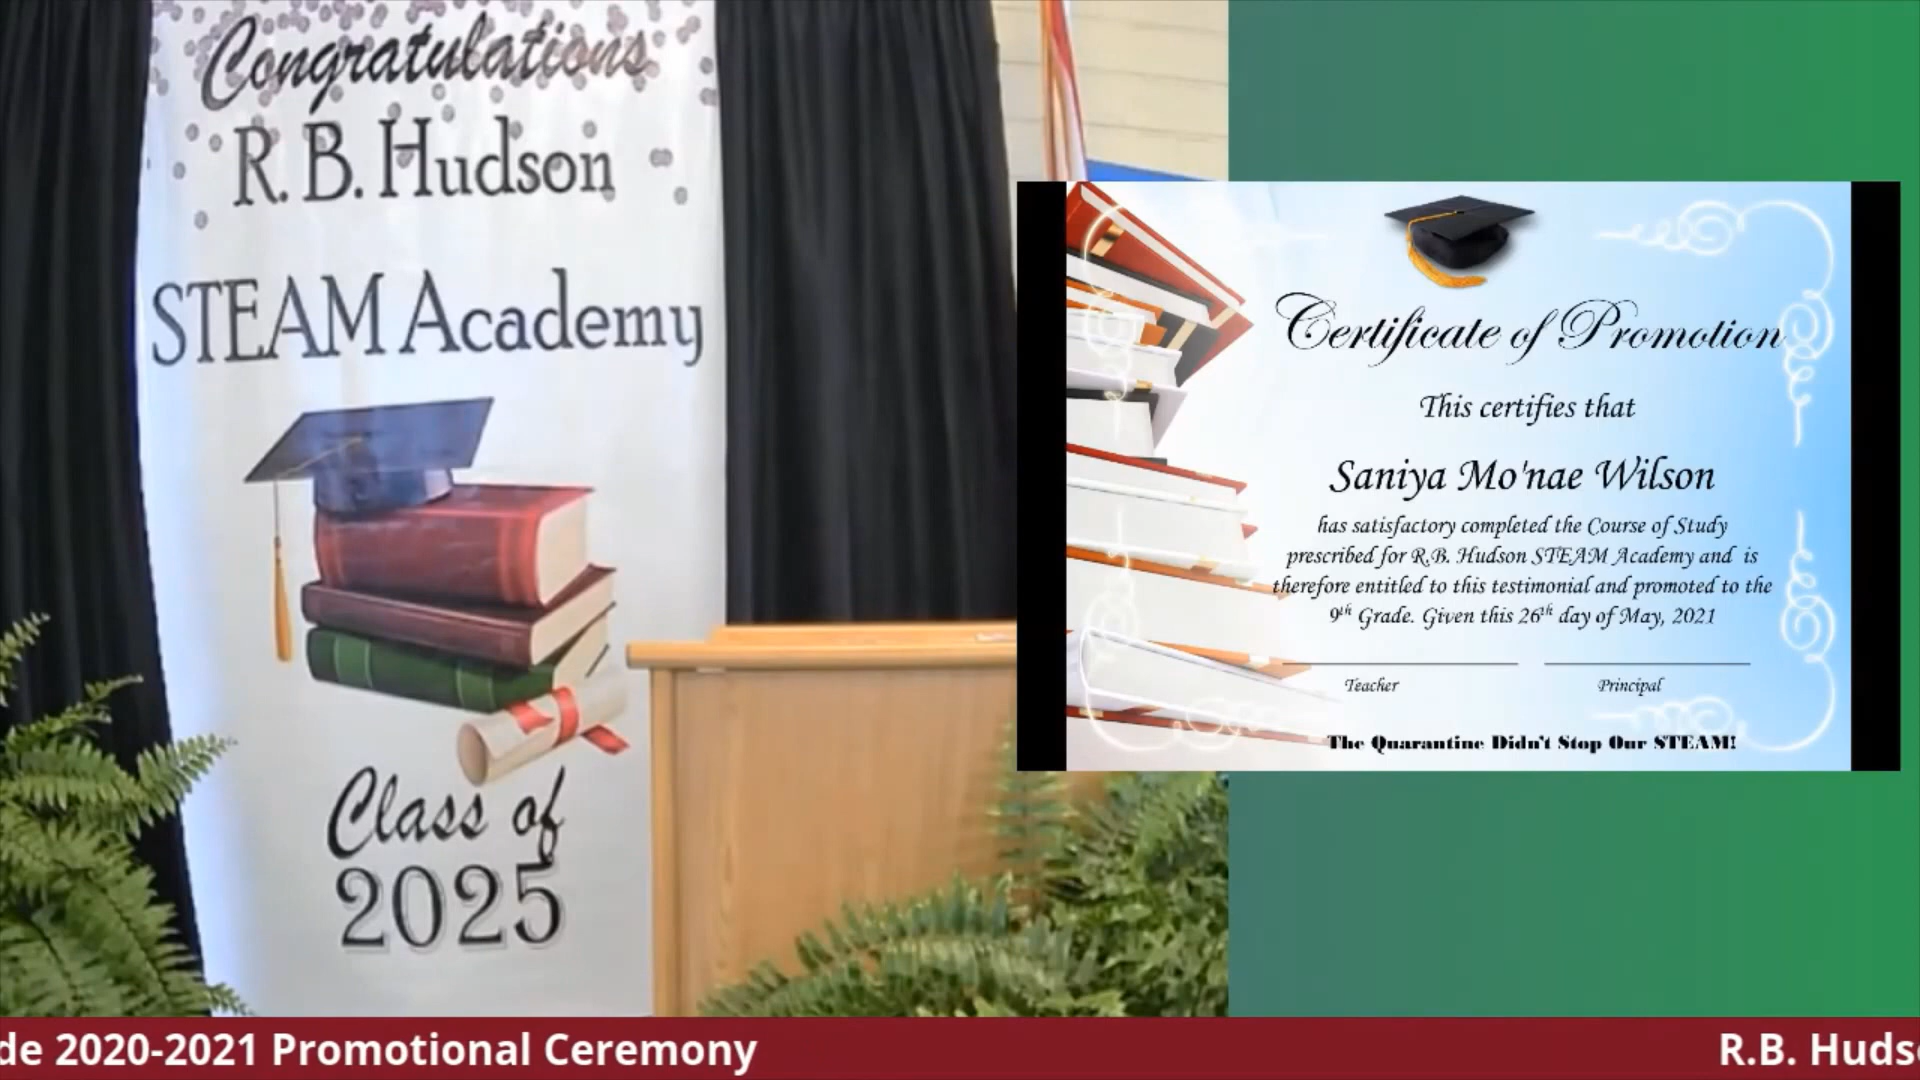 Congratulations
R. B. Hudson
STEAM Academy
Class of
2025
Certificate of Promotion
This certifies that
Saniya Mo'nae Wilson
has satisfactory completed the Course of Study
prescribed for R.B. Hudson STEAM Academy and is
therefore entitled to this testimonial and promoted to the
9th Grade. Given this 26th day of May, 2021
Teacher
Principal
The Quarantine Didn't Stop Our STEAM!
de 2020-2021 Promotional Ceremony
R.B. Huds